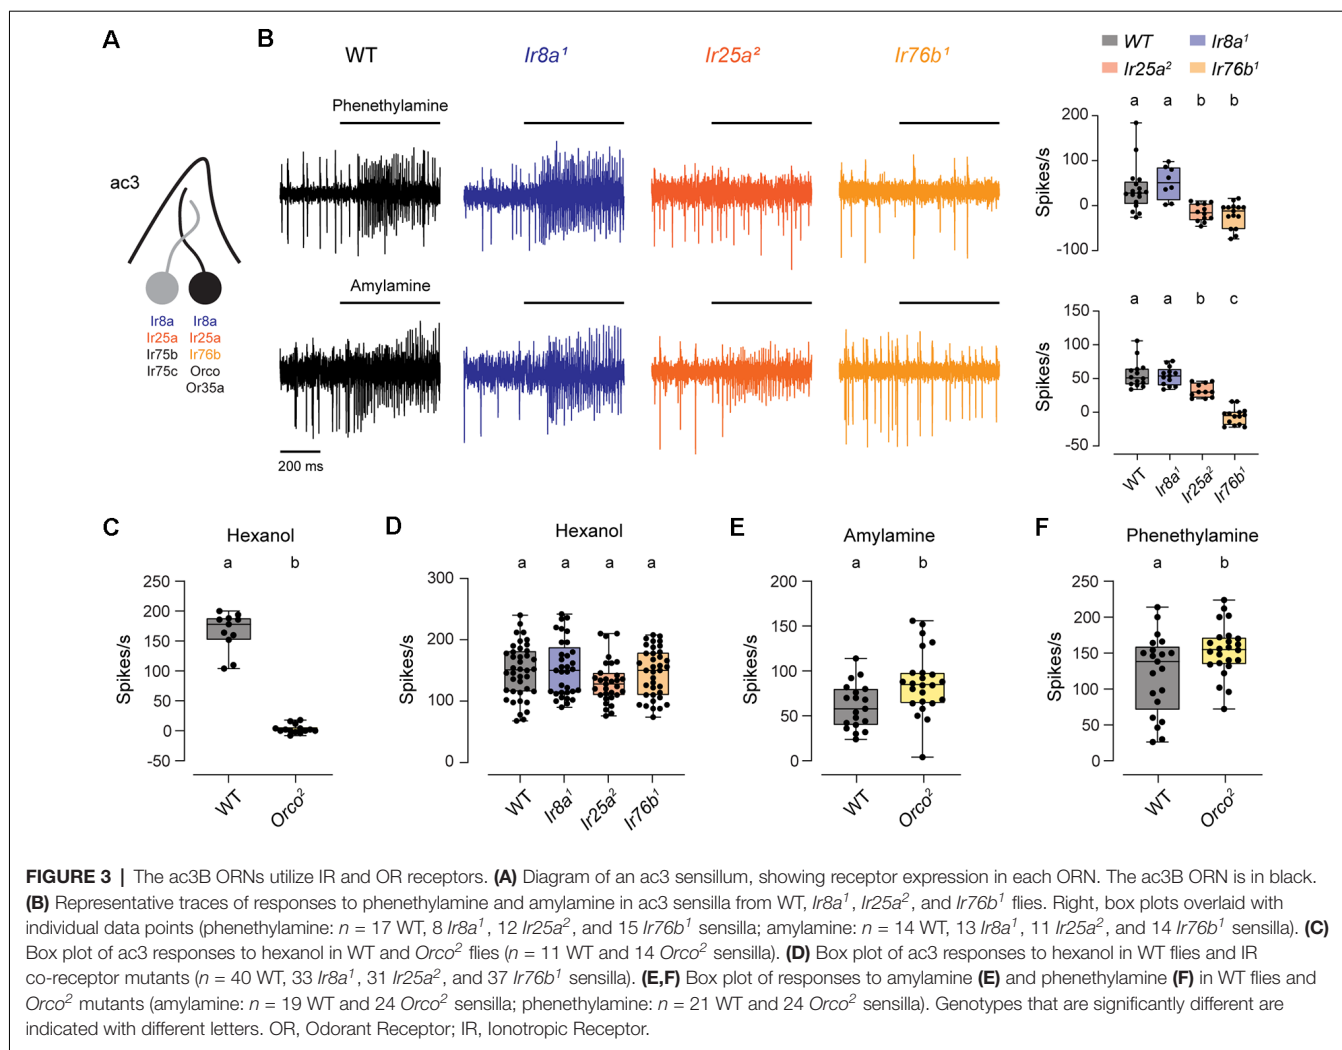 A
B
WT
Ir8a¹
Ir25a²
Ir76b¹
WT
Ir8a¹
Ir25a²
Ir76b¹
Phenethylamine
a a b b
200
100
0
-100
Spikes/s
ac3
Ir8a Ir8a
Ir25a Ir25a
Ir75b Ir76b
Ir75c Orco
Or35a
Amylamine
200 ms
a a b c
150
100
50
0
-50
Spikes/s
WT
Ir8a¹
Ir25a²
Ir76b¹
C
Hexanol
a b
250
200
150
100
50
0
-50
Spikes/s
WT
Orco²
D
Hexanol
a a a a
300
200
100
0
Spikes/s
WT
Ir8a¹
Ir25a²
Ir76b¹
E
Amylamine
a b
200
150
100
50
0
Spikes/s
WT
Orco²
F
Phenethylamine
a b
250
200
150
100
50
0
Spikes/s
WT
Orco²
FIGURE 3 | The ac3B ORNs utilize IR and OR receptors. (A) Diagram of an ac3 sensillum, showing receptor expression in each ORN. The ac3B ORN is in black.
(B) Representative traces of responses to phenethylamine and amylamine in ac3 sensilla from WT, Ir8a¹, Ir25a², and Ir76b¹ flies. Right, box plots overlaid with
individual data points (phenethylamine: n = 17 WT, 8 Ir8a¹, 12 Ir25a², and 15 Ir76b¹ sensilla; amylamine: n = 14 WT, 13 Ir8a¹, 11 Ir25a², and 14 Ir76b¹ sensilla). (C)
Box plot of ac3 responses to hexanol in WT and Orco² flies (n = 11 WT and 14 Orco² sensilla). (D) Box plot of ac3 responses to hexanol in WT flies and IR
co-receptor mutants (n = 40 WT, 33 Ir8a¹, 31 Ir25a², and 37 Ir76b¹ sensilla). (E,F) Box plot of responses to amylamine (E) and phenethylamine (F) in WT flies and
Orco² mutants (amylamine: n = 19 WT and 24 Orco² sensilla; phenethylamine: n = 21 WT and 24 Orco² sensilla). Genotypes that are significantly different are
indicated with different letters. OR, Odorant Receptor; IR, Ionotropic Receptor.